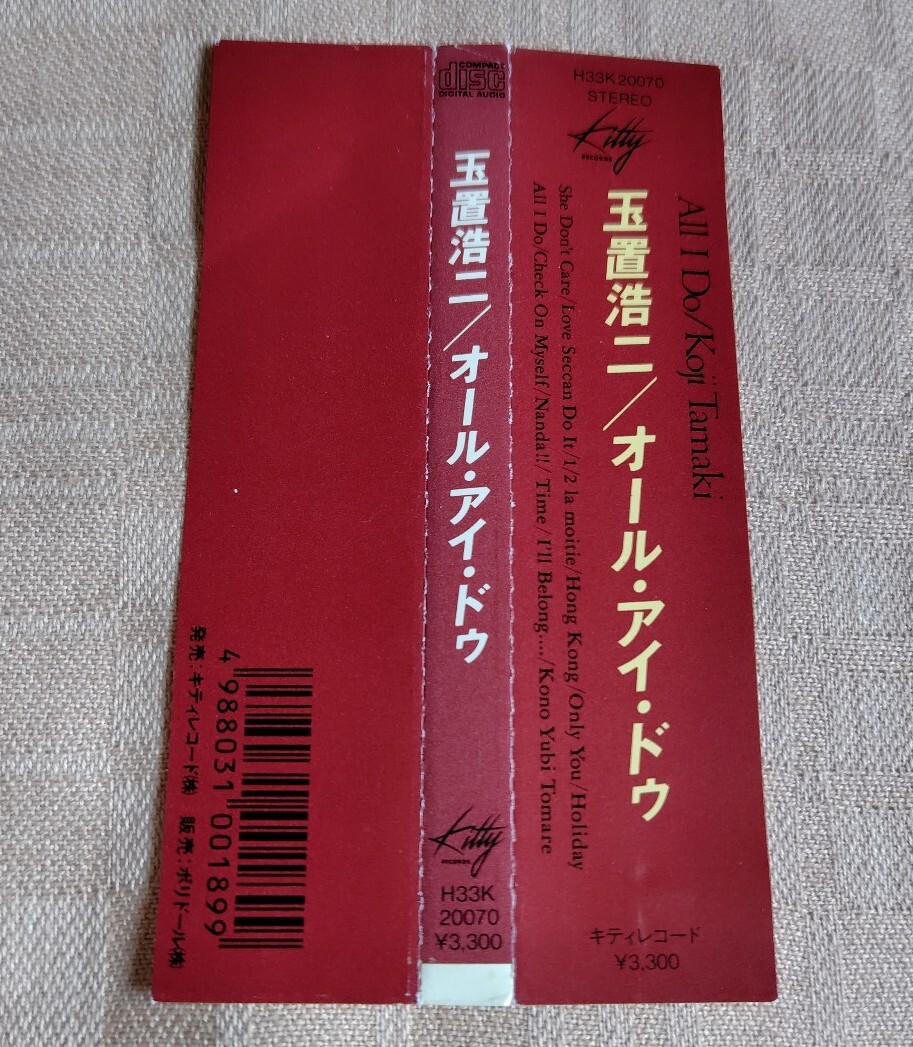 H33K20070
STEREO
Kitty
RECORDS
All I Do/Koji Tamaki
玉置浩二／オール・アイ・ドゥ
She Don't Care/Love Seccan Do It/1/2 la moitie/Hong Kong/Only You/Holiday
All I Do/Check On Myself/Nanda!!/Time/I'll Belong..../Kono Yubi Tomare
キティレコード
¥3,300
COMPACT
disc
DIGITAL AUDIO
玉置浩二／オール・アイ・ドゥ
Kitty
RECORDS
H33K
20070
¥3,300
4 988031 001899
発売：キティレコード㈱ 販売：ポリドール㈱